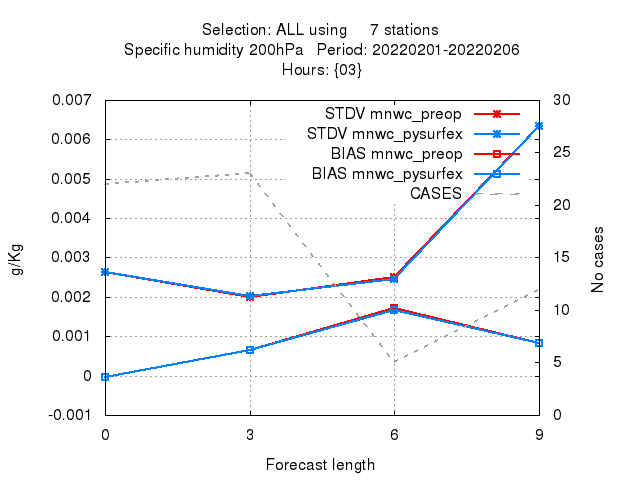 Selection: ALL using     7 stations
Specific humidity 200hPa   Period: 20220201-20220206
Hours: {03}
0.007
0.006
0.005
0.004
0.003
0.002
0.001
0
-0.001
g/Kg
STDV mnwc_preop
STDV mnwc_pysurfex
BIAS mnwc_preop
BIAS mnwc_pysurfex
CASES
30
25
20
15
10
5
0
No cases
0 3 6 9
Forecast length